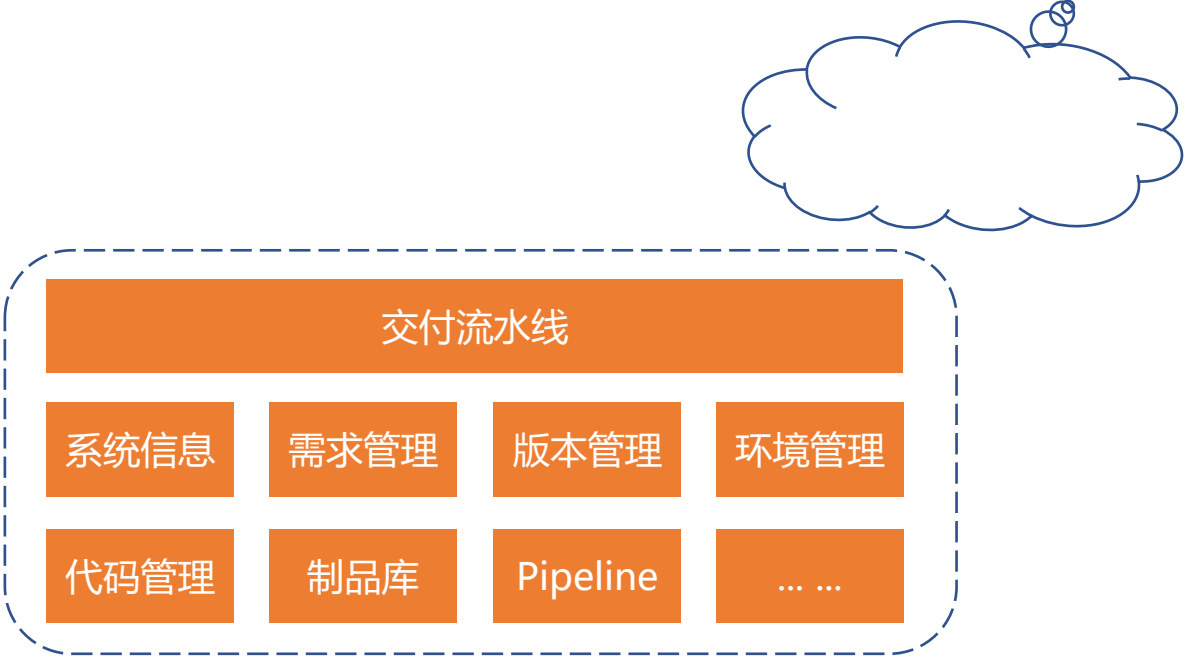 交付流水线
系统信息 需求管理 版本管理 环境管理
代码管理 制品库 Pipeline ... ...